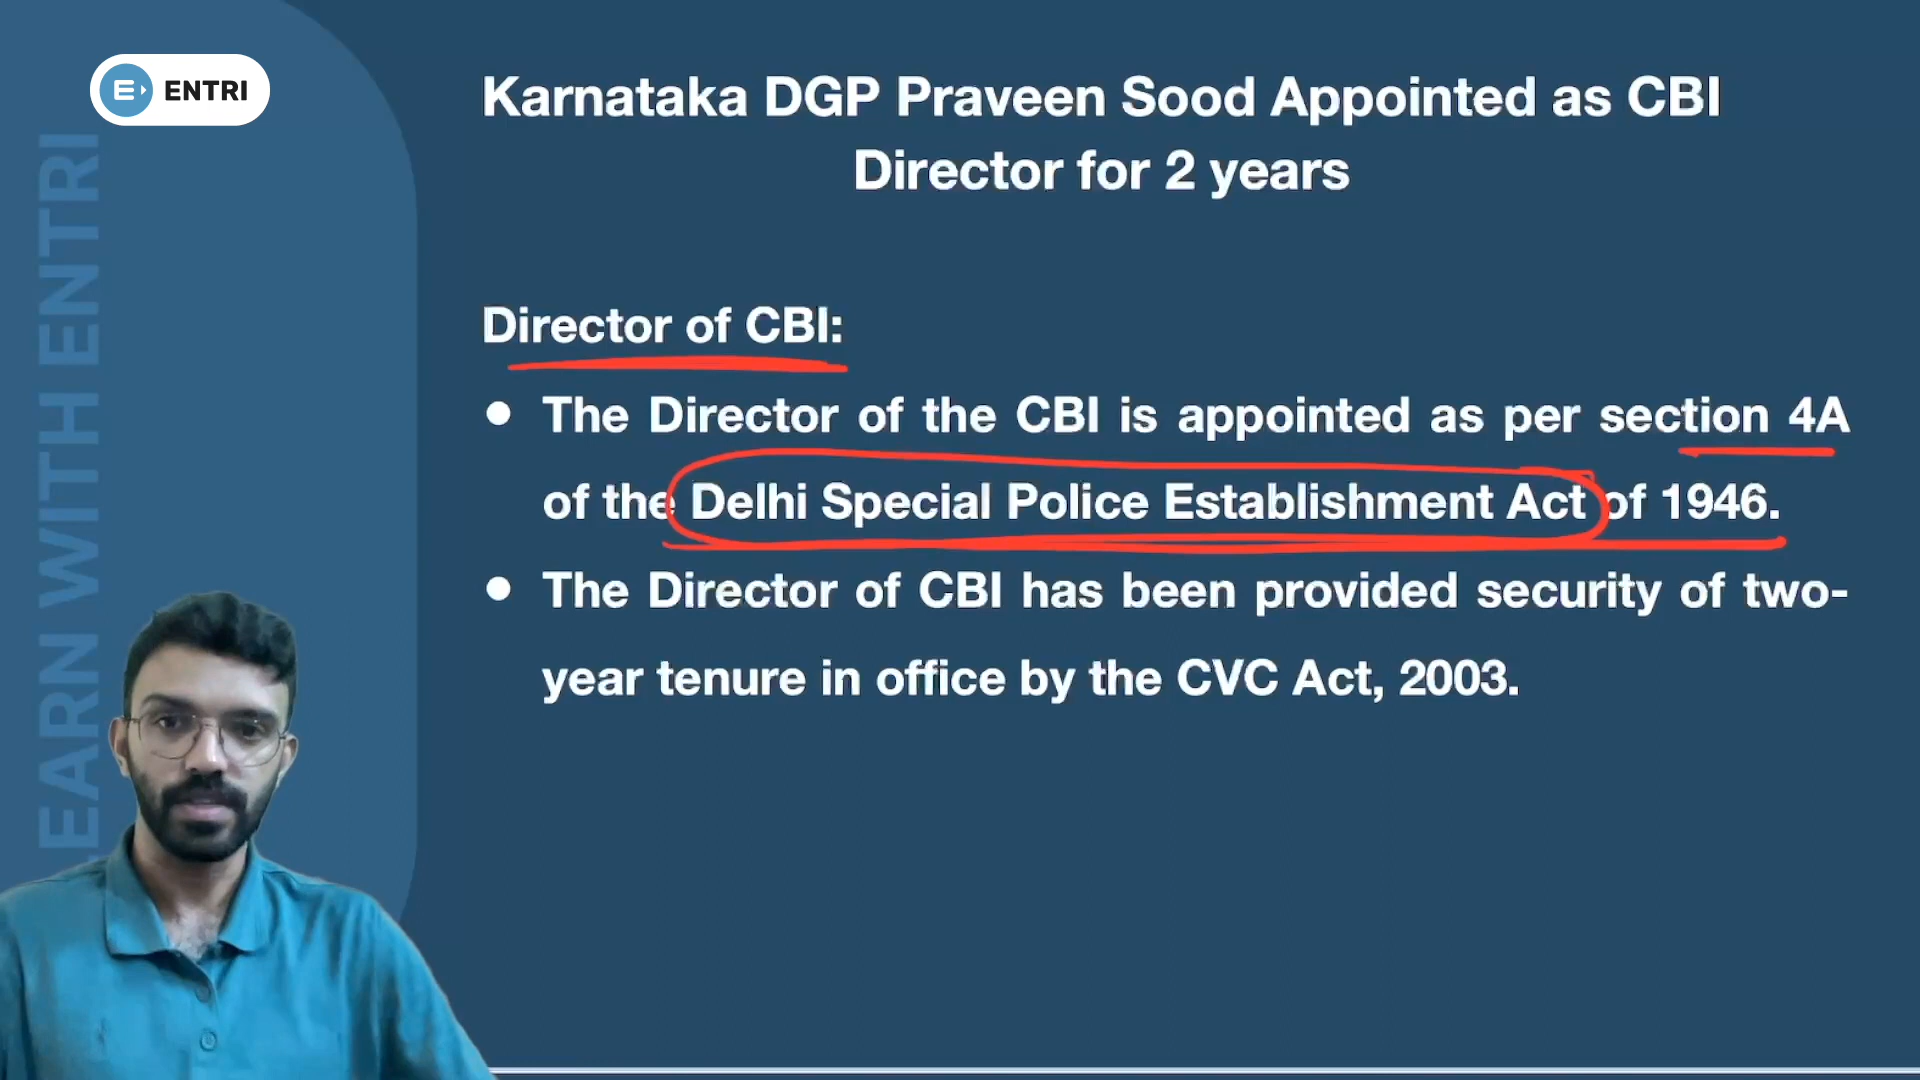 ENTRI
LEARN WITH ENTRI
Karnataka DGP Praveen Sood Appointed as CBI
Director for 2 years
Director of CBI:
● The Director of the CBI is appointed as per section 4A
of the Delhi Special Police Establishment Act of 1946.
● The Director of CBI has been provided security of two-
year tenure in office by the CVC Act, 2003.